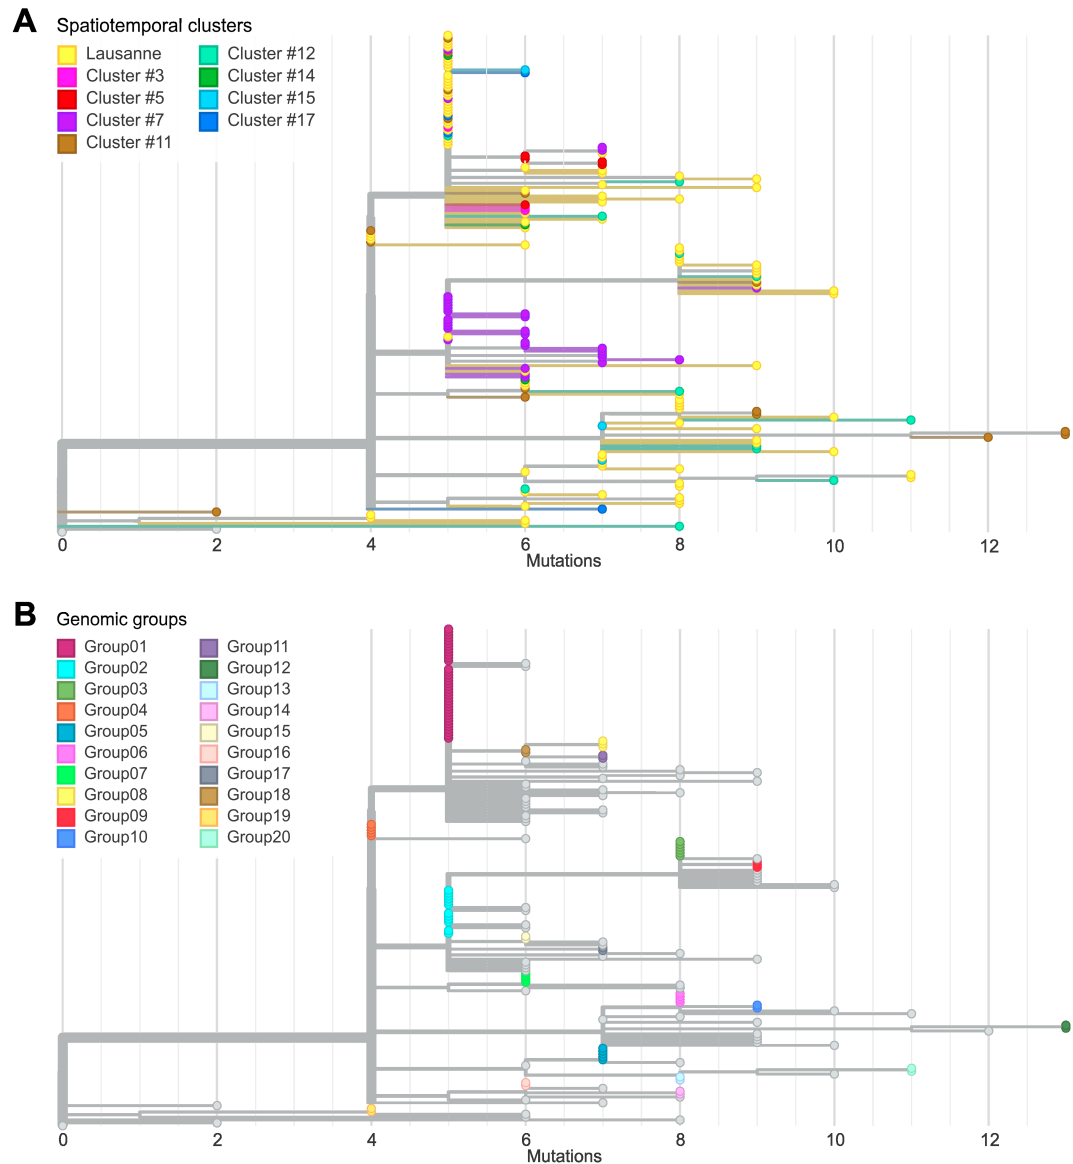 A
Spatiotemporal clusters
Lausanne
Cluster #3
Cluster #5
Cluster #7
Cluster #11
Cluster #12
Cluster #14
Cluster #15
Cluster #17
0 2 4 6 8 10 12
Mutations
B
Genomic groups
Group01
Group02
Group03
Group04
Group05
Group06
Group07
Group08
Group09
Group10
Group11
Group12
Group13
Group14
Group15
Group16
Group17
Group18
Group19
Group20
0 2 4 6 8 10 12
Mutations